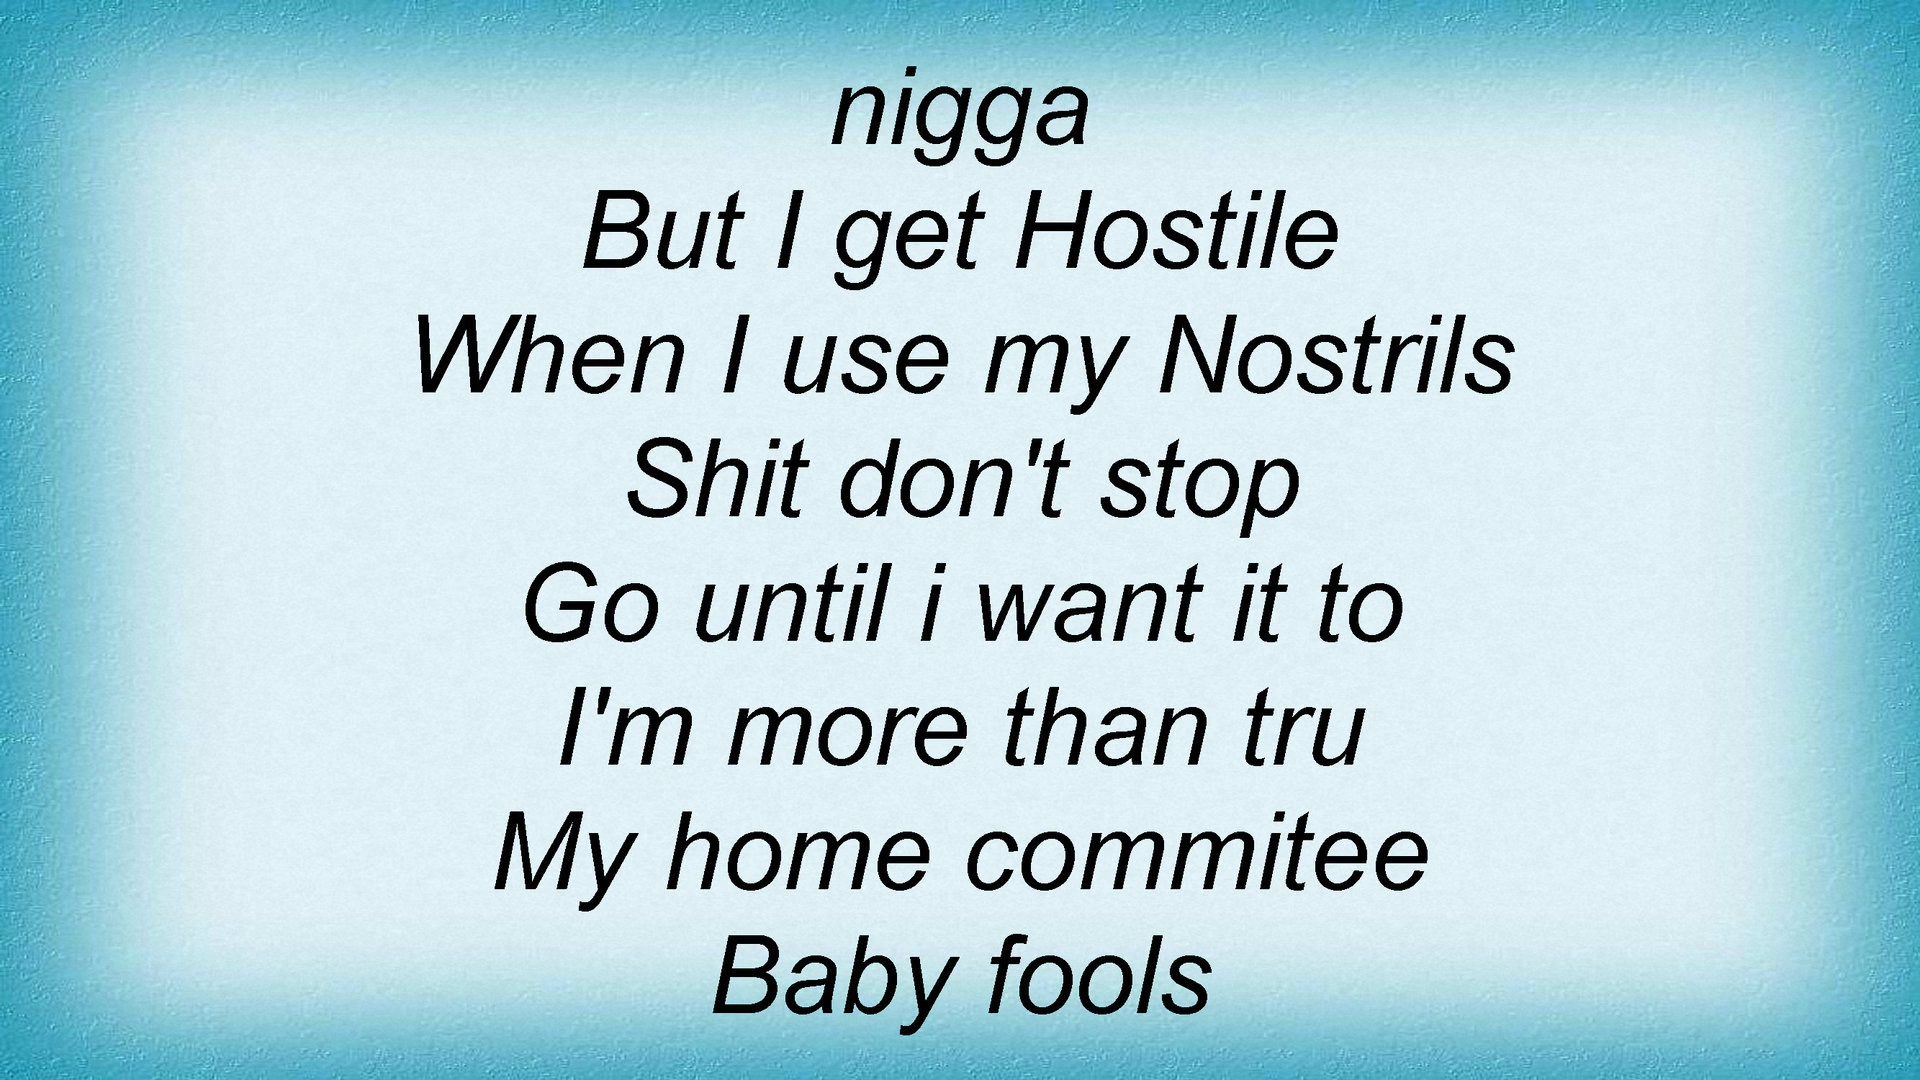 nigga
But I get Hostile
When I use my Nostrils
Shit don't stop
Go until i want it to
I'm more than tru
My home commitee
Baby fools